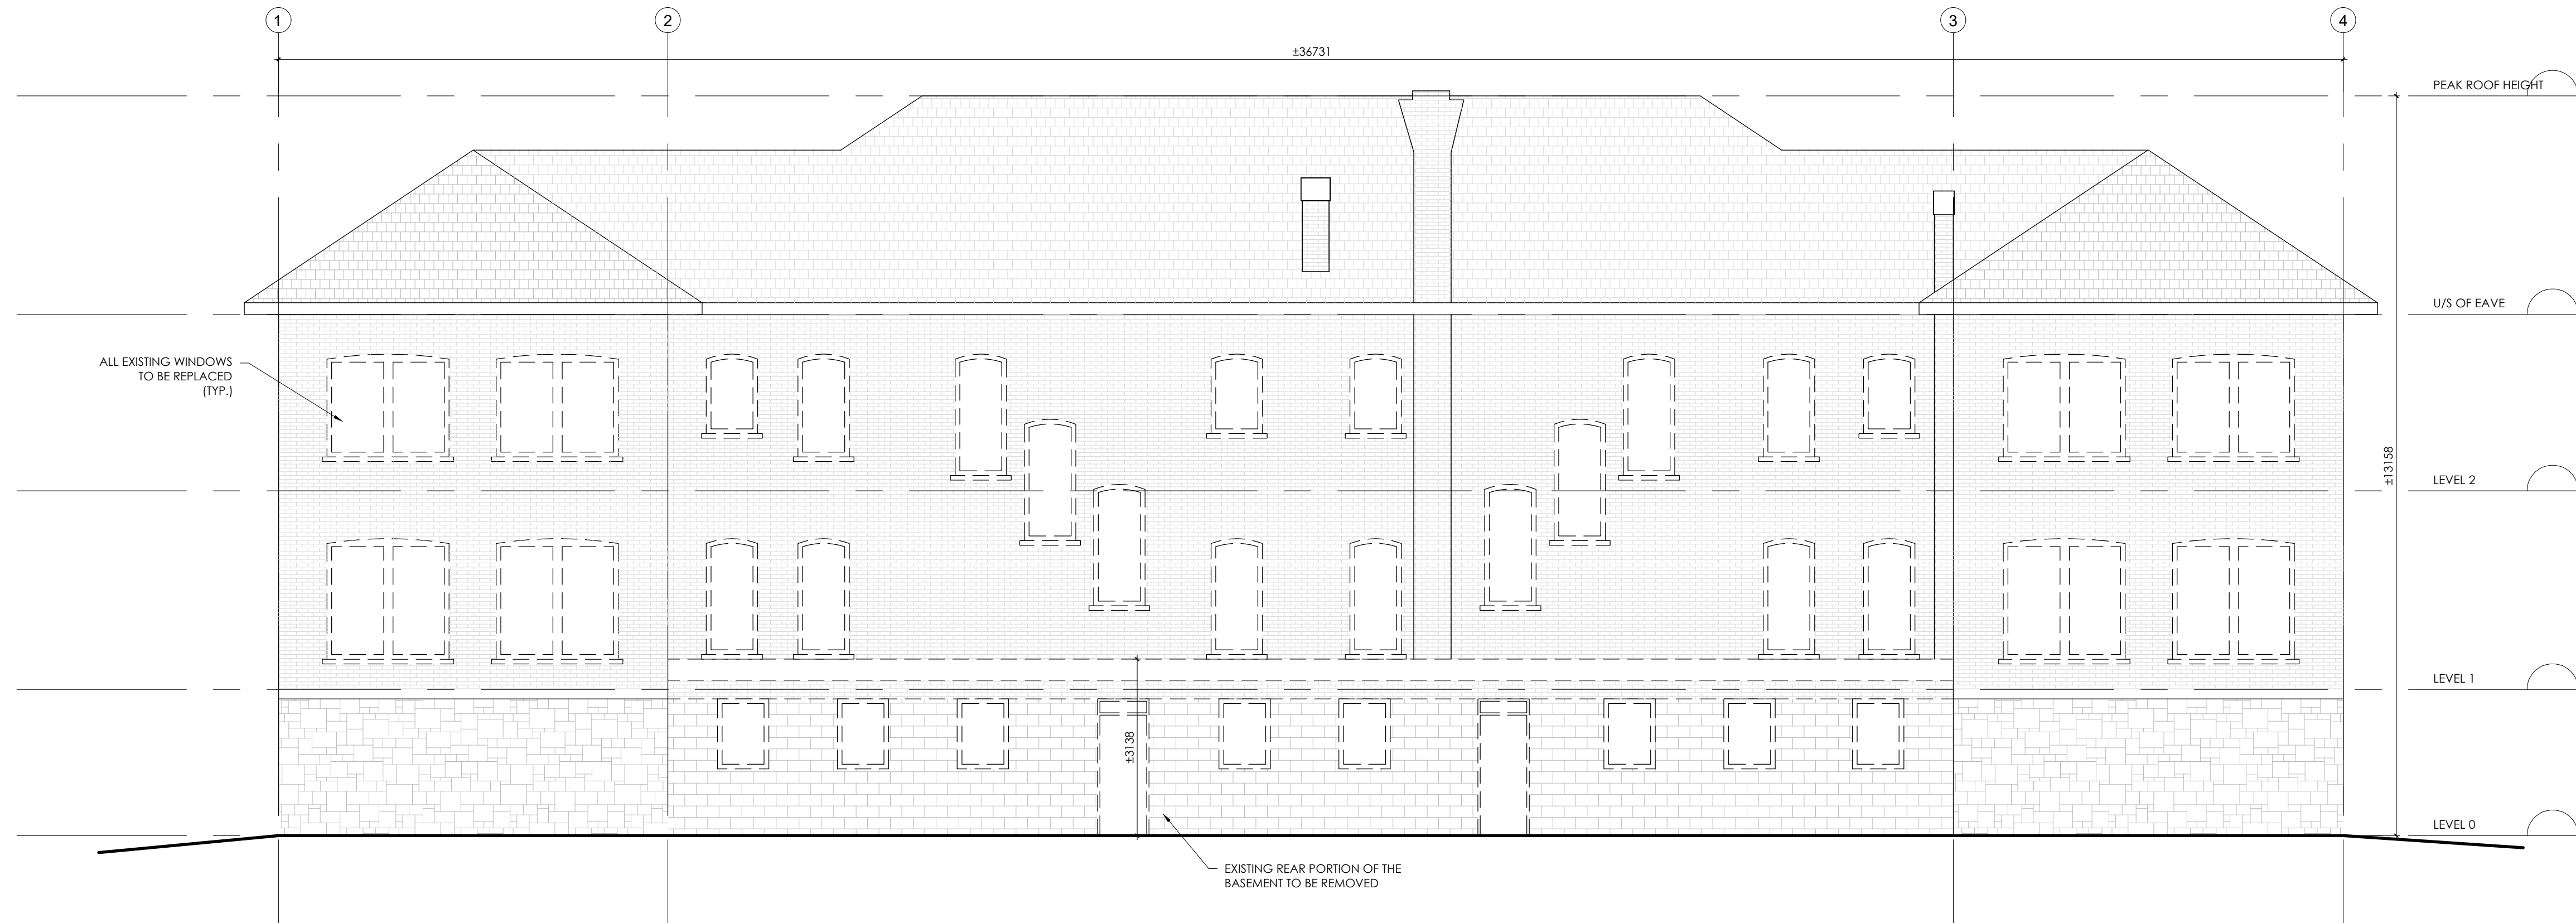 1
2
3
4
±36731
PEAK ROOF HEIGHT
U/S OF EAVE
ALL EXISTING WINDOWS
TO BE REPLACED
(TYP.)
±13158
LEVEL 2
LEVEL 1
±3138
LEVEL 0
EXISTING REAR PORTION OF THE
BASEMENT TO BE REMOVED